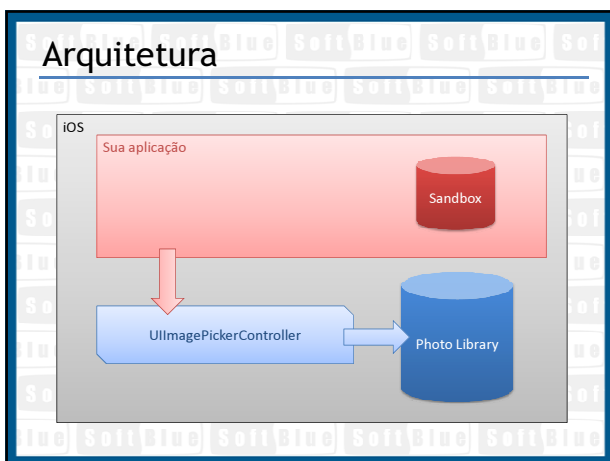 Arquitetura
iOS
Sua aplicação
Sandbox
UIImagePickerController
Photo Library